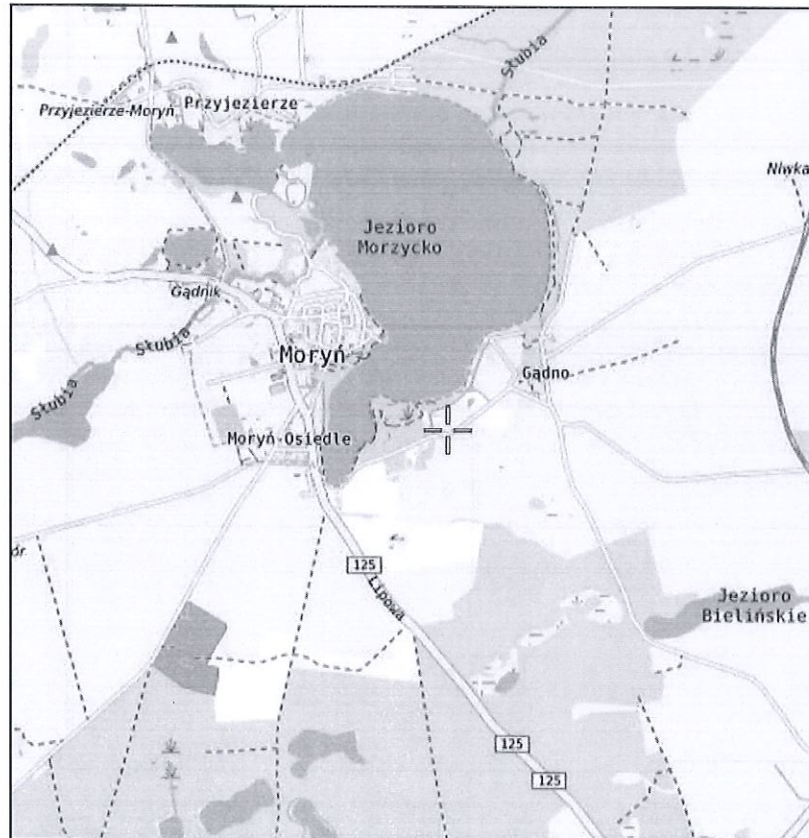 Słubia
Przyjezierze
Przyjezierze-Moryń
Niwka
Jezioro
Morzycko
Gądnik
Słubia
Moryń
Gądno
Słubia
Moryń-Osiedle
125
Lipowa
Jezioro
Bielińskie
125
125